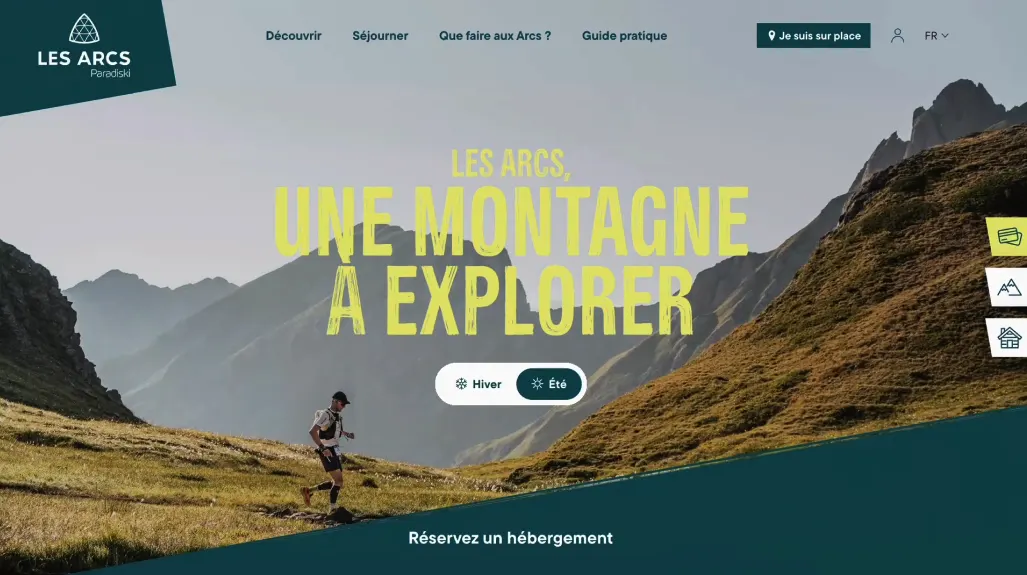 LES ARCS
Paradiski
Découvrir
Séjourner
Que faire aux Arcs ?
Guide pratique
Je suis sur place
FR
LES ARCS,
UNE MONTAGNE
À EXPLORER
Hiver
Été
Réservez un hébergement